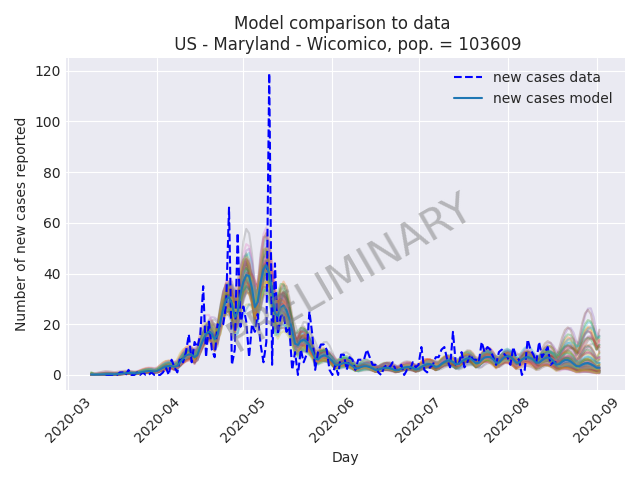 Model comparison to data
US - Maryland - Wicomico, pop. = 103609
new cases data
new cases model
Number of new cases reported
120
100
80
60
40
20
0
PRELIMINARY
2020-03
2020-04
2020-05
2020-06
2020-07
2020-08
2020-09
Day